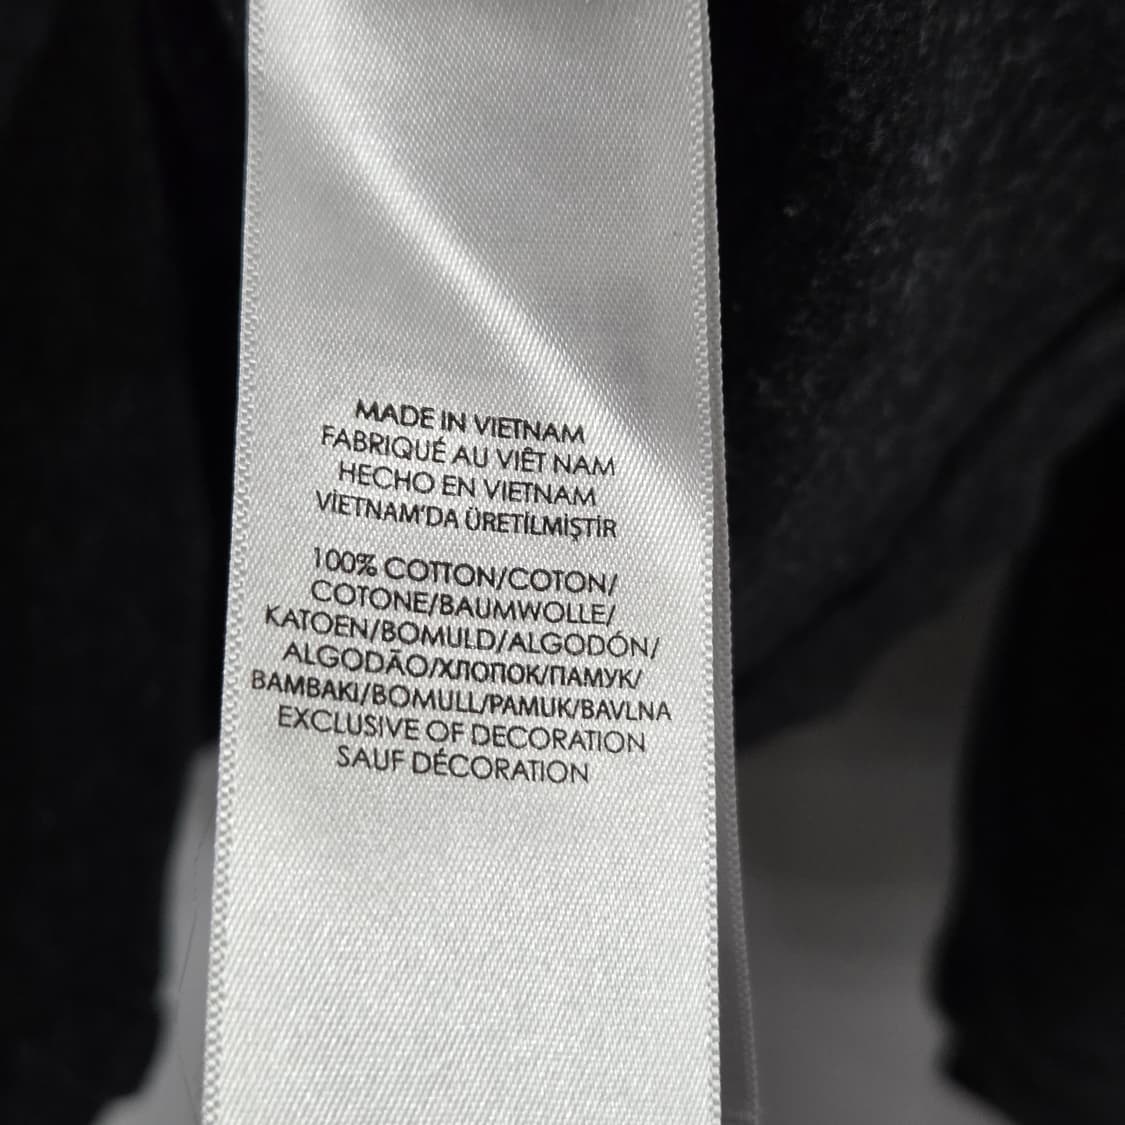 MADE IN VIETNAM
FABRIQUÉ AU VIÊT NAM
HECHO EN VIETNAM
VİETNAM'DA ÜRETİLMİŞTİR
100% COTTON/COTON/
COTONE/BAUMWOLLE/
KATOEN/BOMULD/ALGODÓN/
ALGODÃO/ХЛОПОК/ПАМУК/
BAMBAKI/BOMULL/PAMUK/BAVLNA
EXCLUSIVE OF DECORATION
SAUF DÉCORATION